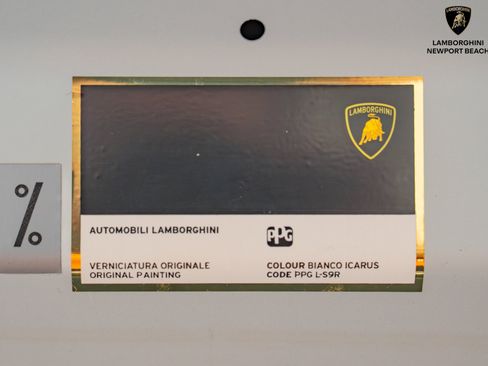 LAMBORGHINI
NEWPORT BEACH
LAMBORGHINI
%
AUTOMOBILI LAMBORGHINI
PPG
VERNICIATURA ORIGINALE
ORIGINAL PAINTING
COLOUR BIANCO ICARUS
CODE PPG L-S9R